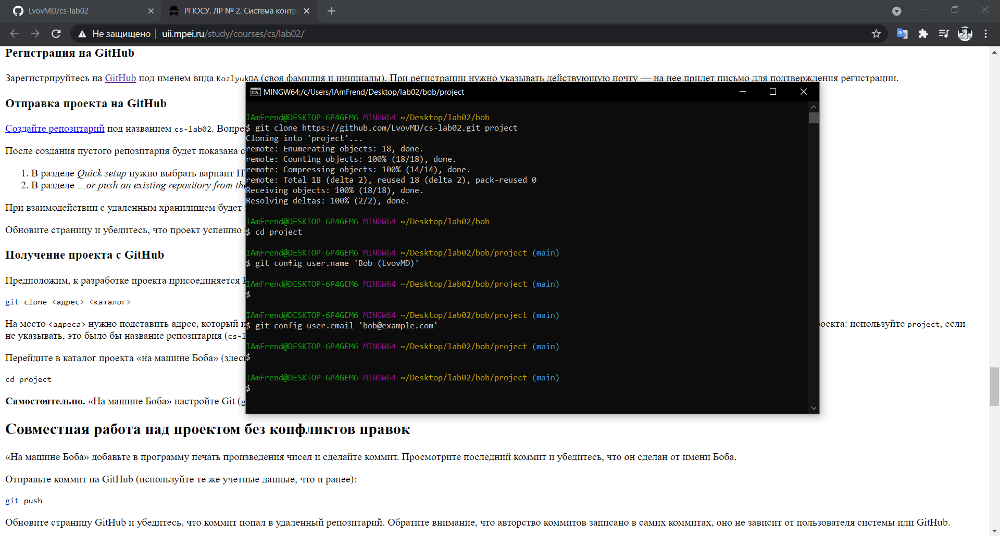 LvovMD/cs-lab02
РПОСУ. ЛР № 2. Система контр
Не защищено
uii.mpei.ru/study/courses/cs/lab02/
Регистрация на GitHub
Зарегистрируйтесь на GitHub под именем вида KozlyukDA (своя фамилия и инициалы). При регистрации нужно указывать действующую почту — на нее придет письмо для подтверждения регистрации.
Отправка проекта на GitHub
Создайте репозитарий под названием cs-lab02. Вопре
После создания пустого репозитария будет показана с
1. В разделе Quick setup нужно выбрать вариант HT
2. В разделе …or push an existing repository from the
При взаимодействии с удаленным хранилищем будет
Обновите страницу и убедитесь, что проект успешно
Получение проекта с GitHub
Предположим, к разработке проекта присоединяется
git clone <адрес> <каталог>
На место <адреса> нужно подставить адрес, который
роекта: используйте project, если
не указывать, это было бы название репозитария (cs-l
Перейдите в каталог проекта «на машине Боба» (здесь
cd project
Самостоятельно. «На машине Боба» настройте Git (g
MINGW64:/c/Users/IAmFrend/Desktop/lab02/bob/project
IAmFrend@DESKTOP-6P4GEM6 MINGW64 ~/Desktop/lab02/bob
$ git clone https://github.com/LvovMD/cs-lab02.git project
Cloning into 'project'...
remote: Enumerating objects: 18, done.
remote: Counting objects: 100% (18/18), done.
remote: Compressing objects: 100% (14/14), done.
remote: Total 18 (delta 2), reused 18 (delta 2), pack-reused 0
Receiving objects: 100% (18/18), done.
Resolving deltas: 100% (2/2), done.
IAmFrend@DESKTOP-6P4GEM6 MINGW64 ~/Desktop/lab02/bob
$ cd project
IAmFrend@DESKTOP-6P4GEM6 MINGW64 ~/Desktop/lab02/bob/project (main)
$ git config user.name 'Bob (LvovMD)'
IAmFrend@DESKTOP-6P4GEM6 MINGW64 ~/Desktop/lab02/bob/project (main)
$
IAmFrend@DESKTOP-6P4GEM6 MINGW64 ~/Desktop/lab02/bob/project (main)
$ git config user.email 'bob@example.com'
IAmFrend@DESKTOP-6P4GEM6 MINGW64 ~/Desktop/lab02/bob/project (main)
$
IAmFrend@DESKTOP-6P4GEM6 MINGW64 ~/Desktop/lab02/bob/project (main)
$
Совместная работа над проектом без конфликтов правок
«На машине Боба» добавьте в программу печать произведения чисел и сделайте коммит. Просмотрите последний коммит и убедитесь, что он сделан от имени Боба.
Отправьте коммит на GitHub (используйте те же учетные данные, что и ранее):
git push
Обновите страницу GitHub и убедитесь, что коммит попал в удаленный репозитарий. Обратите внимание, что авторство коммитов записано в самих коммитах, оно не зависит от пользователя системы или GitHub.